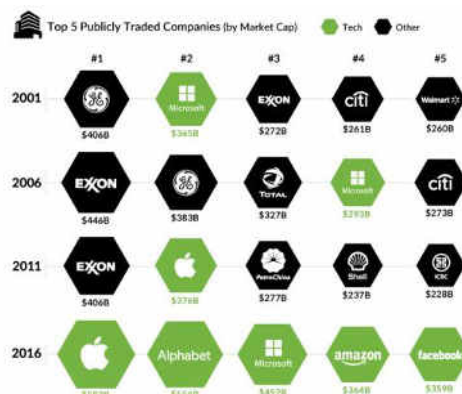 Top 5 Publicly Traded Companies (by Market Cap) Tech Other
#1 #2 #3 #4 #5
2001 GE Microsoft EXXON citi Walmart
$406B $365B $272B $261B $260B
2006 EXXON GE TOTAL Microsoft citi
$446B $383B $327B $293B $273B
2011 EXXON PetroChina Shell ICBC
$406B $376B $277B $237B $228B
2016 Alphabet Microsoft amazon facebook
$364B $359B